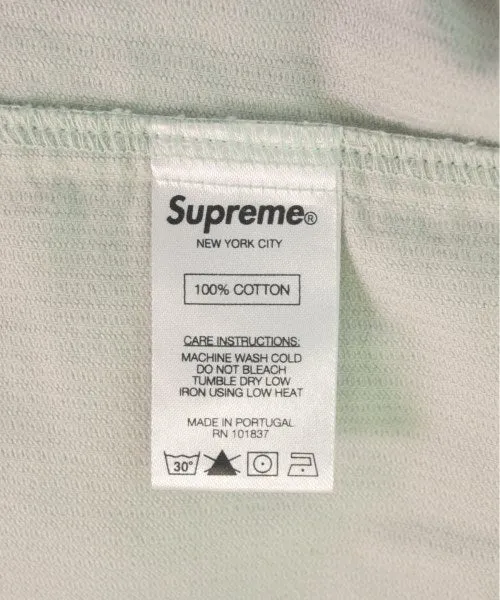 Supreme®
NEW YORK CITY
100% COTTON
CARE INSTRUCTIONS:
MACHINE WASH COLD
DO NOT BLEACH
TUMBLE DRY LOW
IRON USING LOW HEAT
MADE IN PORTUGAL
RN 101837
30°